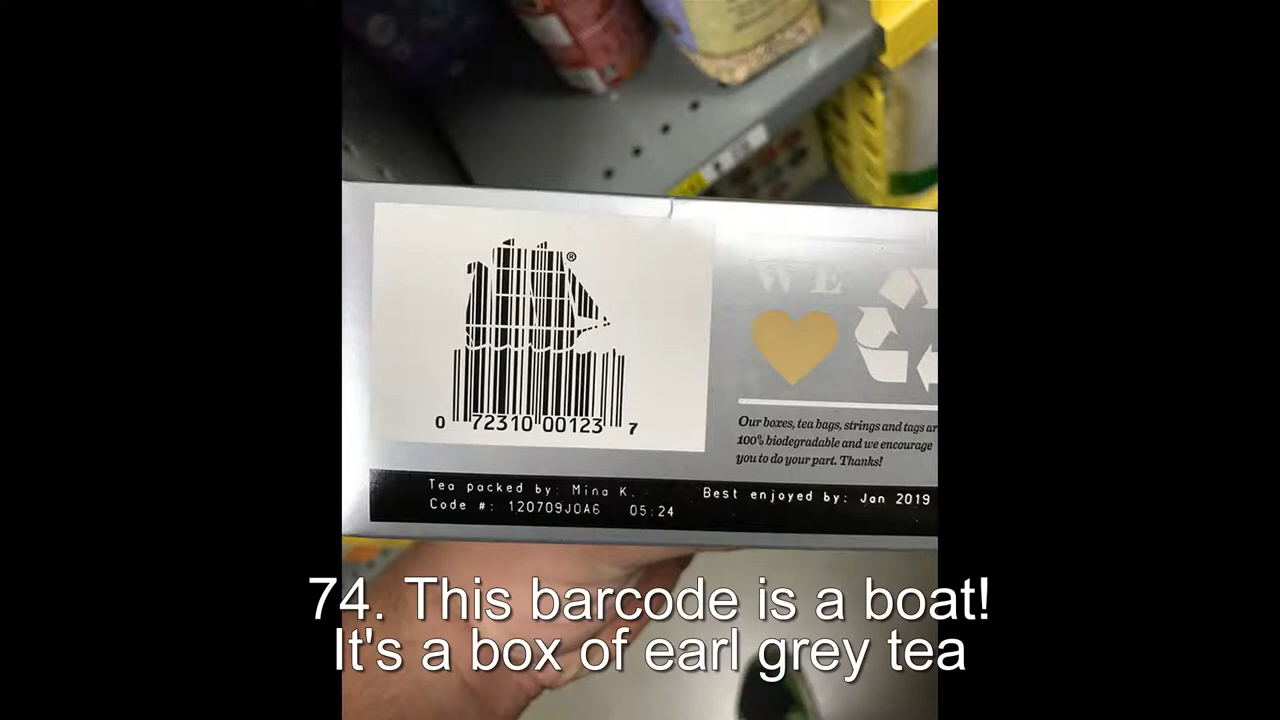 ®
0 72310 00123 7
WE
Our boxes, tea bags, strings and tags ar
100% biodegradable and we encourage
you to do your part. Thanks!
Tea packed by: Mina K.
Code #: 120709J0A6 05:24
Best enjoyed by: Jan 2019
74. This barcode is a boat!
It's a box of earl grey tea